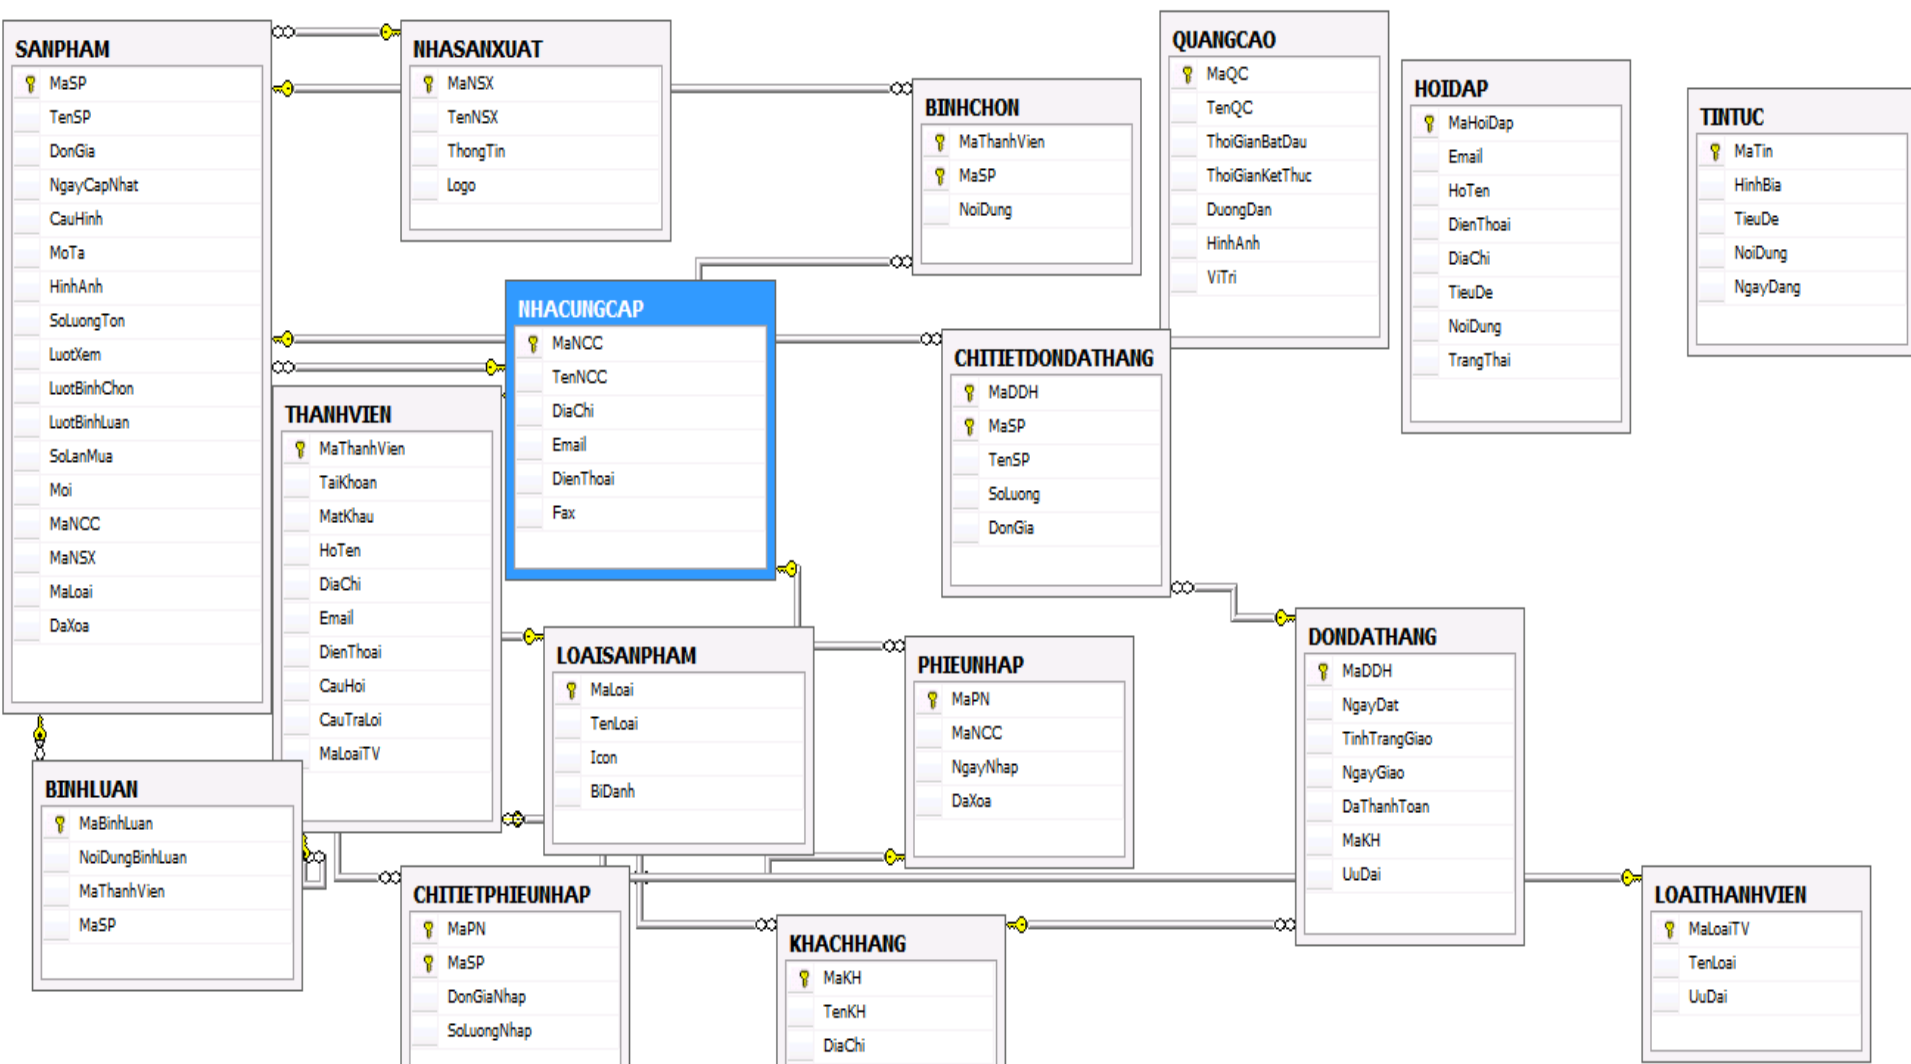 SANPHAM
MaSP
TenSP
DonGia
NgayCapNhat
CauHinh
MoTa
HinhAnh
SoLuongTon
LuotXem
LuotBinhChon
LuotBinhLuan
SoLanMua
Moi
MaNCC
MaNSX
MaLoai
DaXoa
NHASANXUAT
MaNSX
TenNSX
ThongTin
Logo
BINHCHON
MaThanhVien
MaSP
NoiDung
QUANGCAO
MaQC
TenQC
ThoiGianBatDau
ThoiGianKetThuc
DuongDan
HinhAnh
ViTri
HOIDAP
MaHoiDap
Email
HoTen
DienThoai
DiaChi
TieuDe
NoiDung
TrangThai
TINTUC
MaTin
HinhBia
TieuDe
NoiDung
NgayDang
NHACUNGCAP
MaNCC
TenNCC
DiaChi
Email
DienThoai
Fax
THANHVIEN
MaThanhVien
TaiKhoan
MatKhau
HoTen
DiaChi
Email
DienThoai
CauHoi
CauTraLoi
MaLoaiTV
CHITIETDONDATHANG
MaDDH
MaSP
TenSP
SoLuong
DonGia
LOAISANPHAM
MaLoai
TenLoai
Icon
BiDanh
PHIEUNHAP
MaPN
MaNCC
NgayNhap
DaXoa
DONDATHANG
MaDDH
NgayDat
TinhTrangGiao
NgayGiao
DaThanhToan
MaKH
UuDai
BINHLUAN
MaBinhLuan
NoiDungBinhLuan
MaThanhVien
MaSP
CHITIETPHIEUNHAP
MaPN
MaSP
DonGiaNhap
SoLuongNhap
KHACHHANG
MaKH
TenKH
DiaChi
LOAITHANHVIEN
MaLoaiTV
TenLoai
UuDai